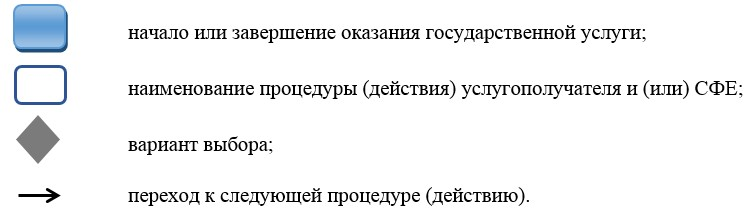 начало или завершение оказания государственной услуги;
наименование процедуры (действия) услугополучателя и (или) СФЕ;
вариант выбора;
переход к следующей процедуре (действию).